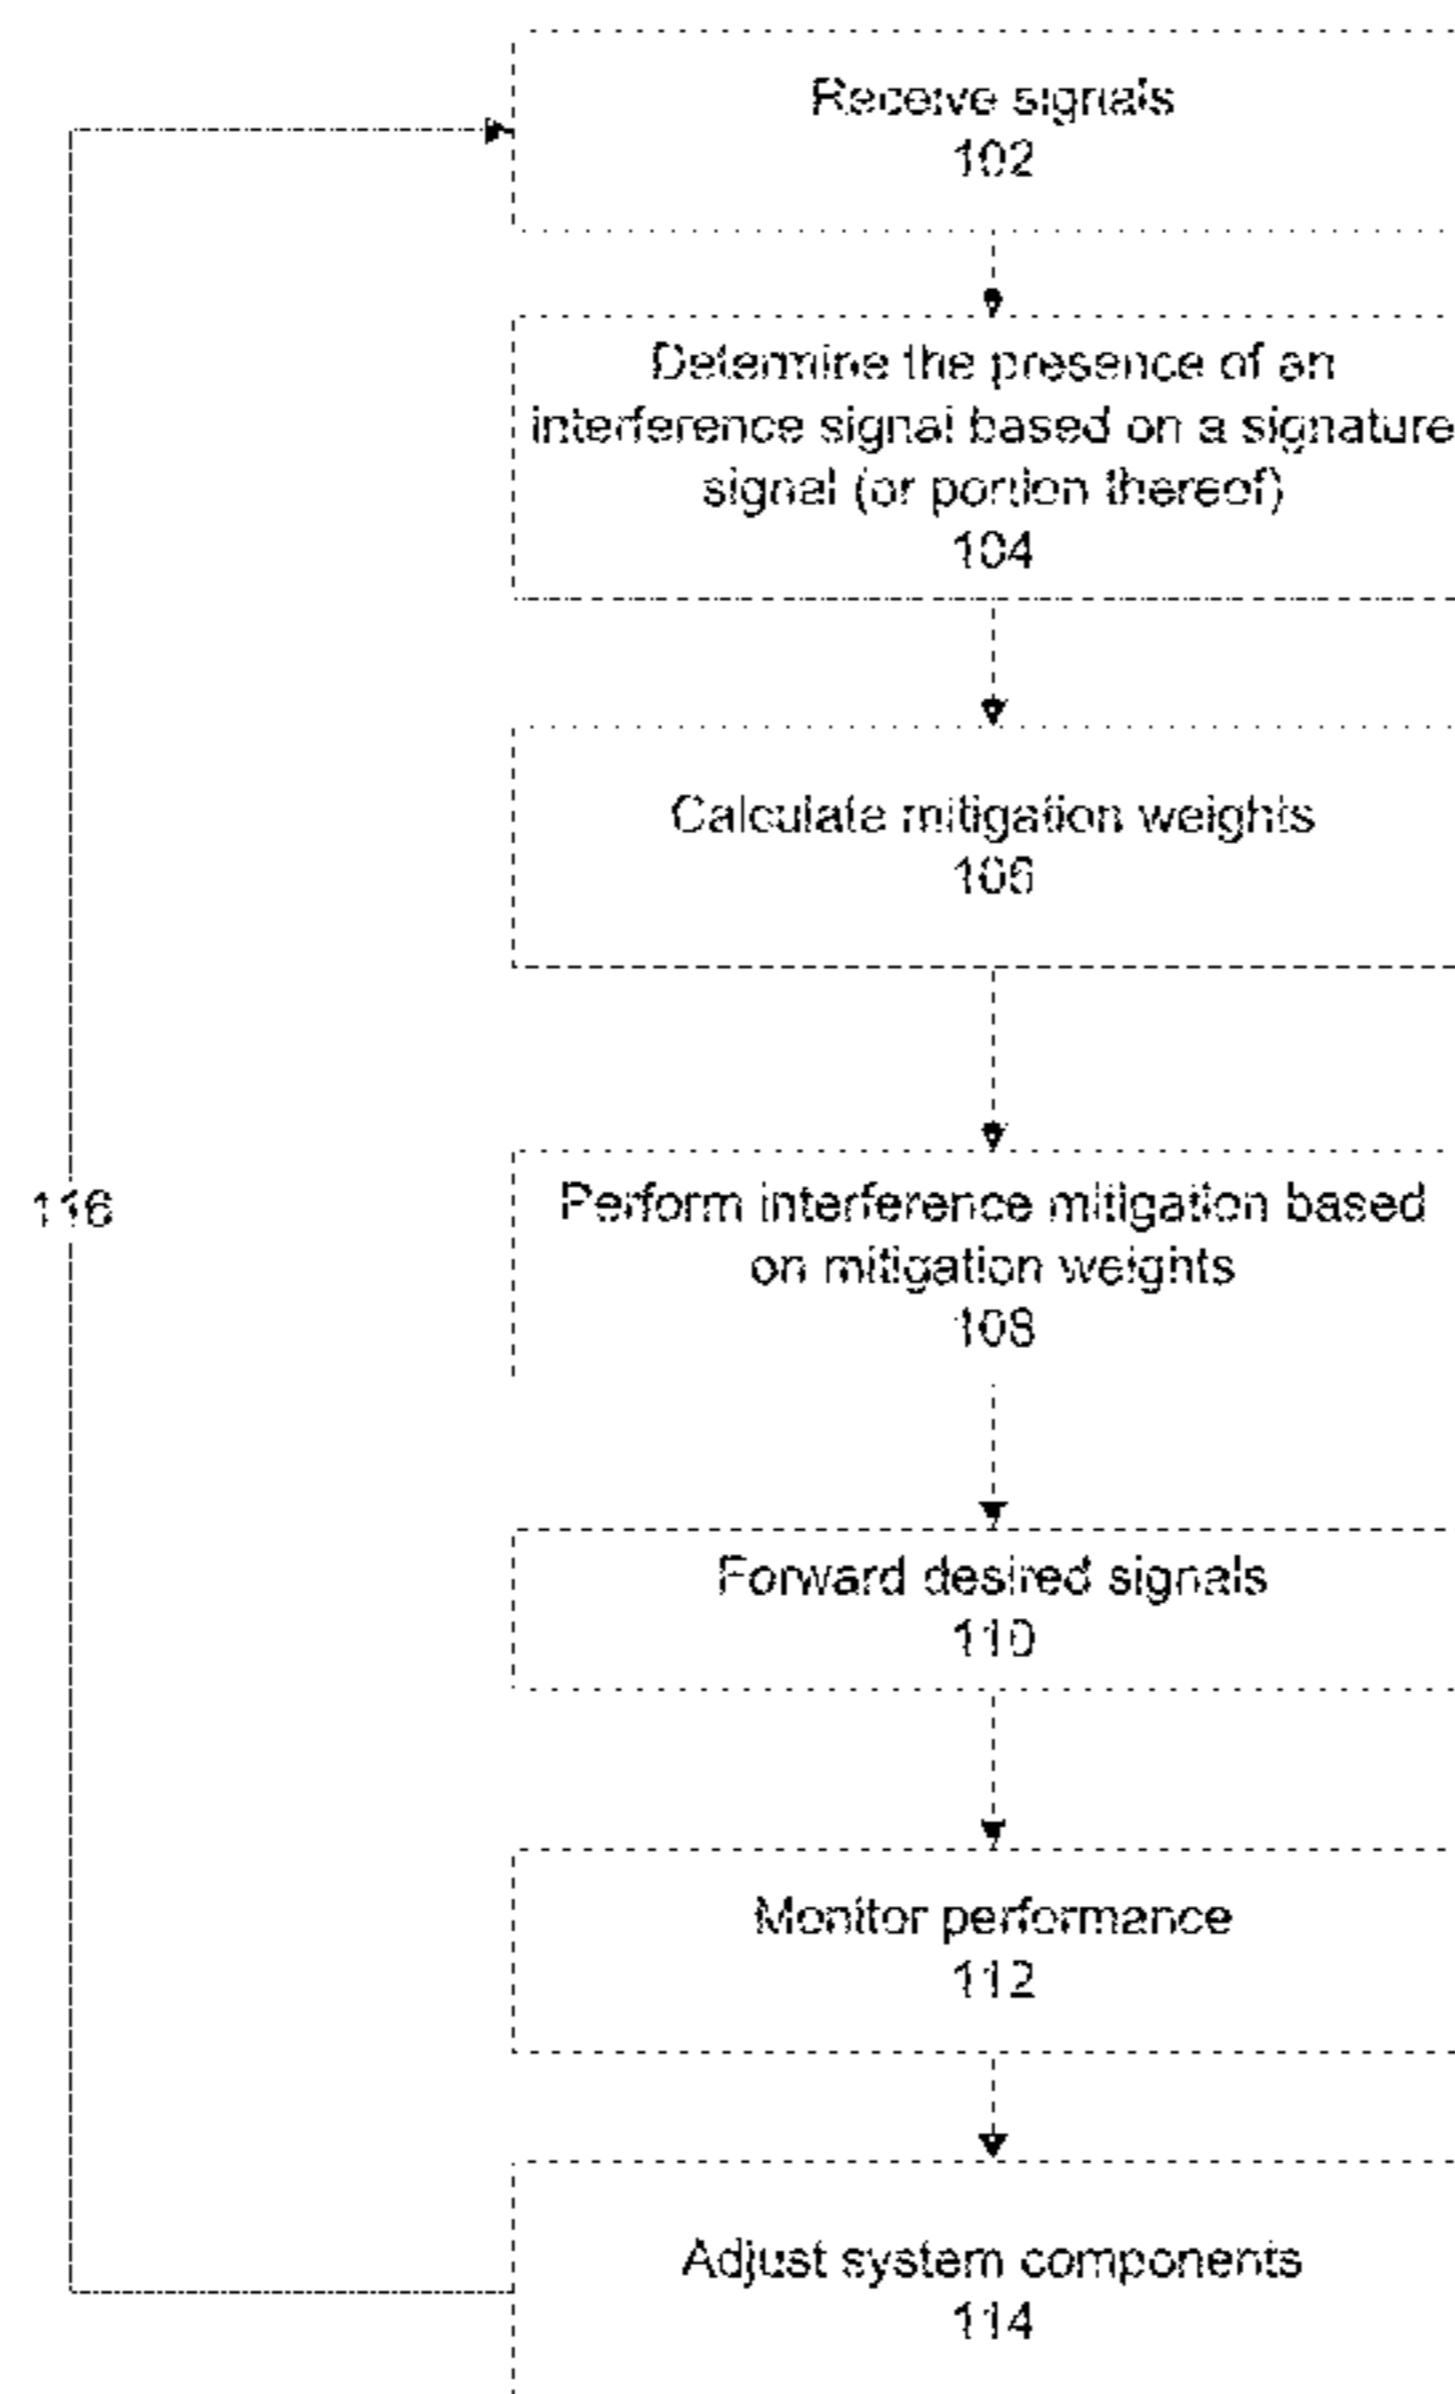 Receive signals
102
Determine the presence of an
interference signal based on a signature
signal (or portion thereof)
104
Calculate mitigation weights
106
116
Perform interference mitigation based
on mitigation weights
108
Forward desired signals
110
Monitor performance
112
Adjust system components
114